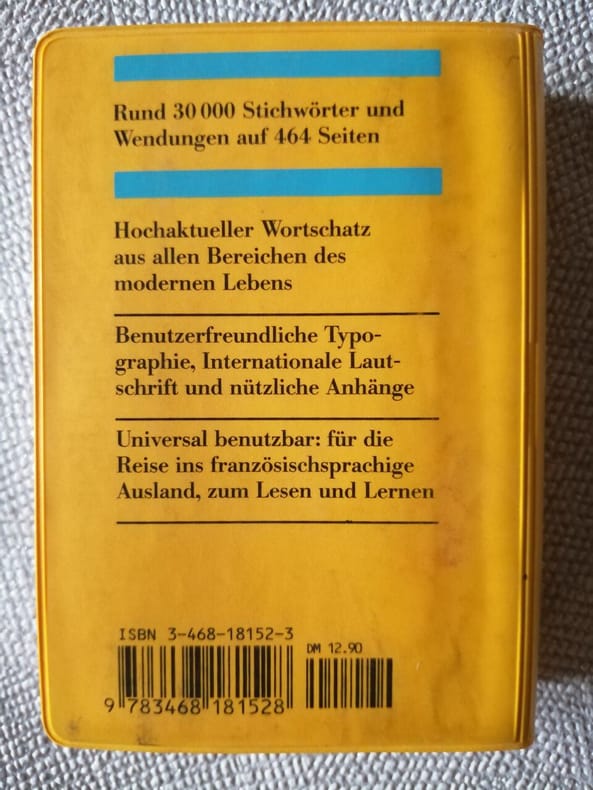 Rund 30 000 Stichwörter und
Wendungen auf 464 Seiten
Hochaktueller Wortschatz
aus allen Bereichen des
modernen Lebens
Benutzerfreundliche Typo-
graphie, Internationale Laut-
schrift und nützliche Anhänge
Universal benutzbar: für die
Reise ins französischsprachige
Ausland, zum Lesen und Lernen
ISBN 3-468-18152-3
DM 12.90
9 783468 181528